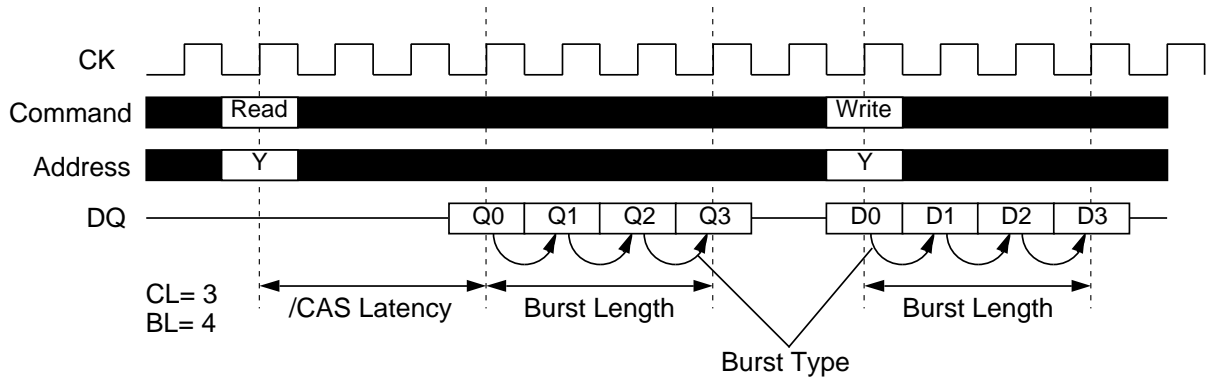 CK
Command Read Write
Address Y Y
DQ Q0 Q1 Q2 Q3 D0 D1 D2 D3
CL= 3
BL= 4
/CAS Latency Burst Length Burst Length
Burst Type